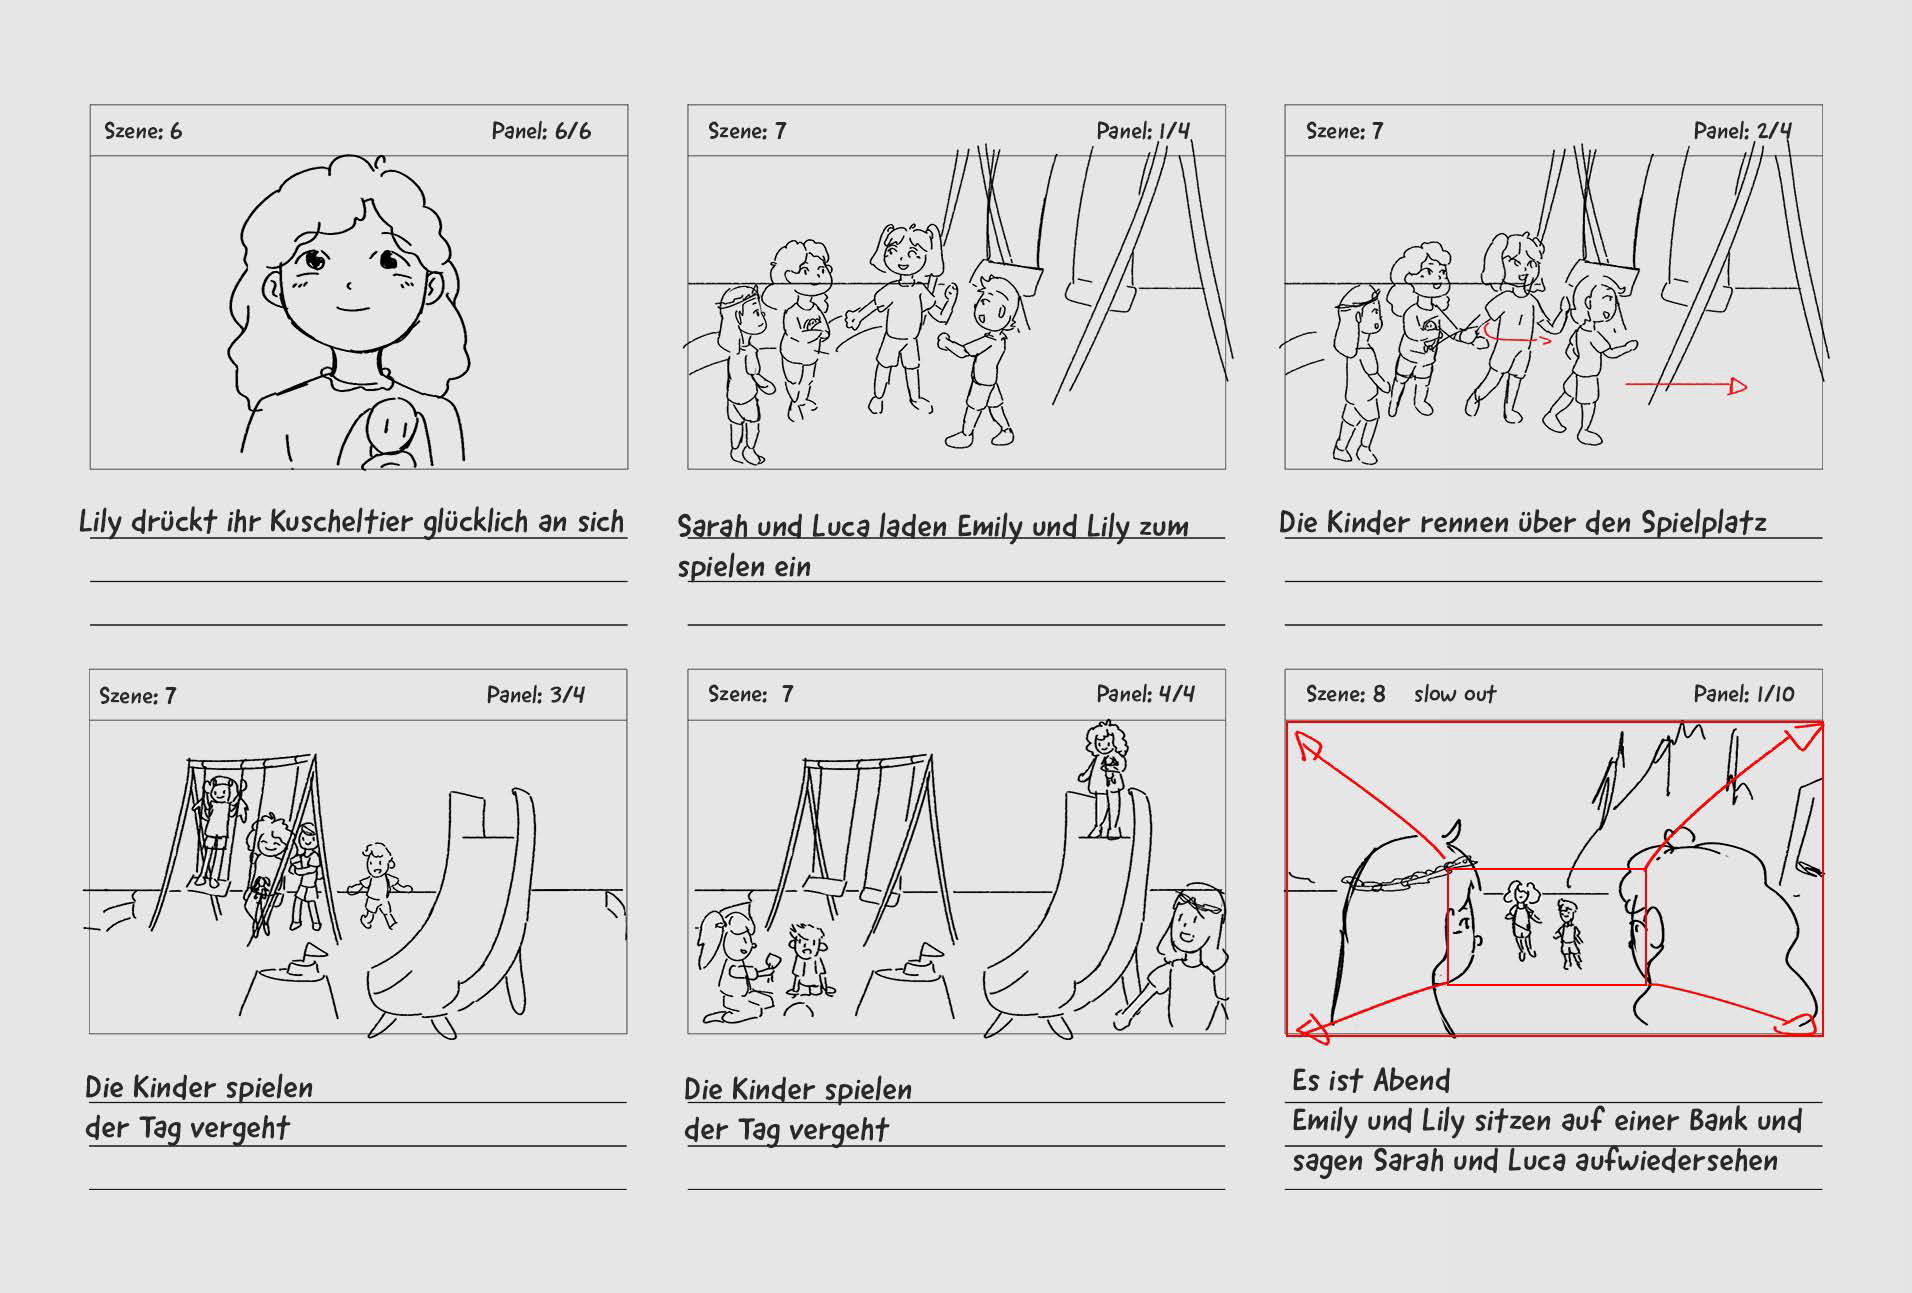 Szene: 6 Panel: 6/6
Lily drückt ihr Kuscheltier glücklich an sich
Szene: 7 Panel: 1/4
Sarah und Luca laden Emily und Lily zum
spielen ein
Szene: 7 Panel: 2/4
Die Kinder rennen über den Spielplatz
Szene: 7 Panel: 3/4
Die Kinder spielen
der Tag vergeht
Szene: 7 Panel: 4/4
Die Kinder spielen
der Tag vergeht
Szene: 8 slow out Panel: 1/10
Es ist Abend
Emily und Lily sitzen auf einer Bank und
sagen Sarah und Luca aufwiedersehen